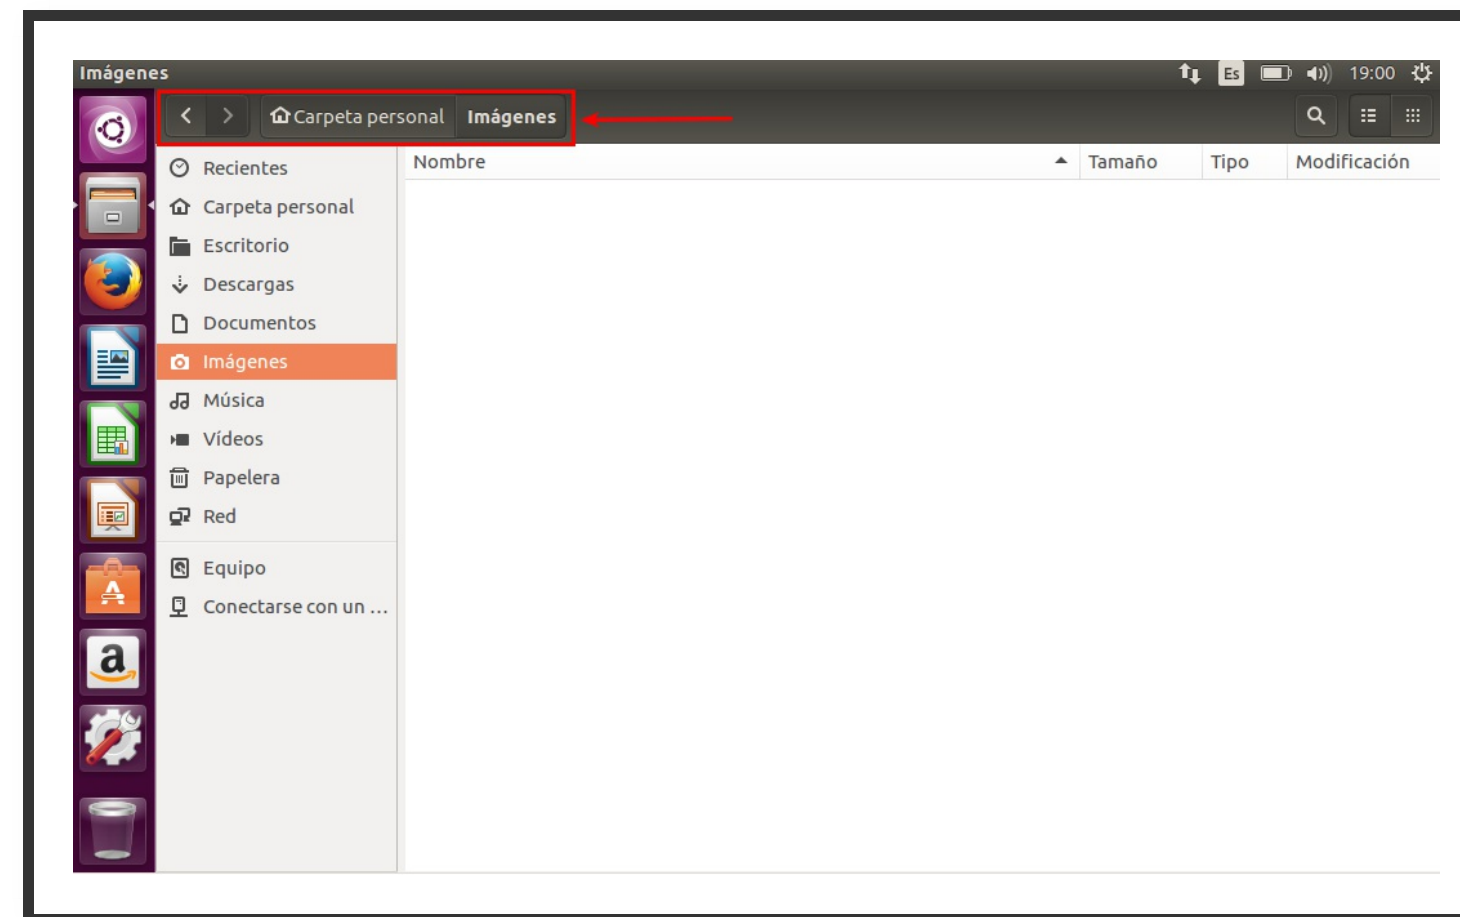 Imágenes
Es
19:00
Carpeta personal Imágenes
Nombre Tamaño Tipo Modificación
Recientes
Carpeta personal
Escritorio
Descargas
Documentos
Imágenes
Música
Vídeos
Papelera
Red
Equipo
Conectarse con un ...
a